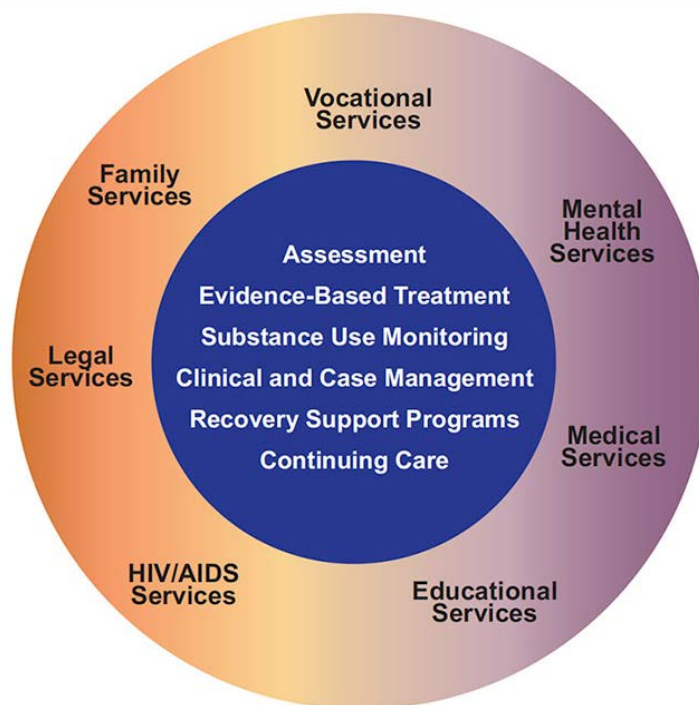 Vocational
Services
Family
Services
Mental
Health
Services
Assessment
Evidence-Based Treatment
Substance Use Monitoring
Clinical and Case Management
Recovery Support Programs
Continuing Care
Legal
Services
Medical
Services
HIV/AIDS
Services
Educational
Services